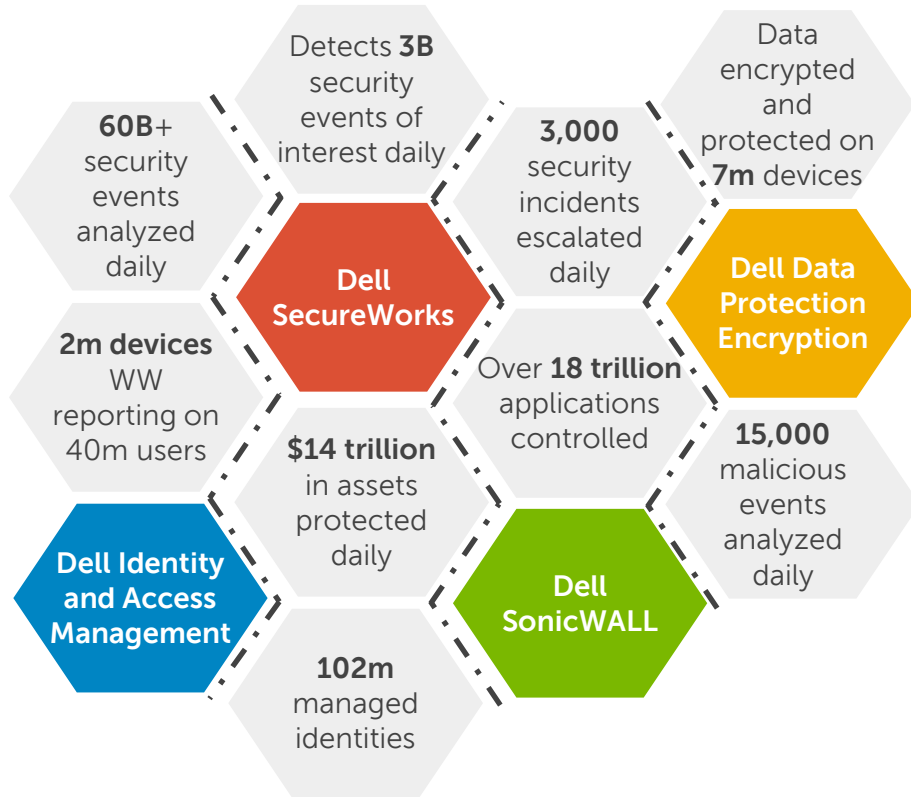 Detects 3B
security
events of
interest daily
Data
encrypted
and
protected on
7m devices
60B+
security
events
analyzed
daily
3,000
security
incidents
escalated
daily
Dell
SecureWorks
Dell Data
Protection
Encryption
2m devices
WW
reporting on
40m users
Over 18 trillion
applications
controlled
$14 trillion
in assets
protected
daily
15,000
malicious
events
analyzed
daily
Dell Identity
and Access
Management
Dell
SonicWALL
102m
managed
identities